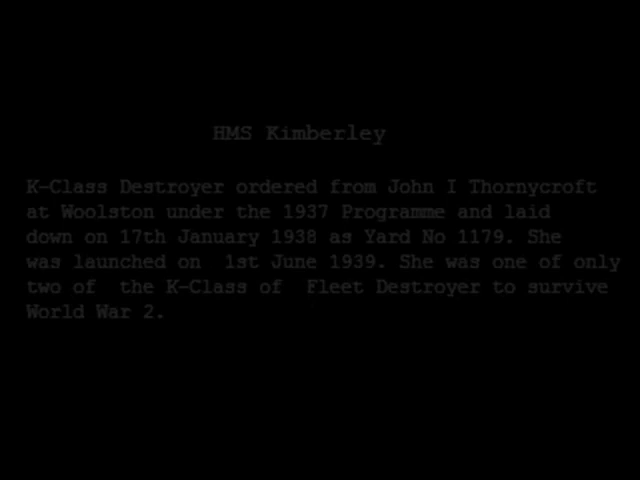 HMS Kimberley
K-Class Destroyer ordered from John I Thornycroft
at Woolston under the 1937 Programme and laid
down on 17th January 1938 as Yard No 1179. She
was launched on 1st June 1939. She was one of only
two of the K-Class of Fleet Destroyer to survive
World War 2.